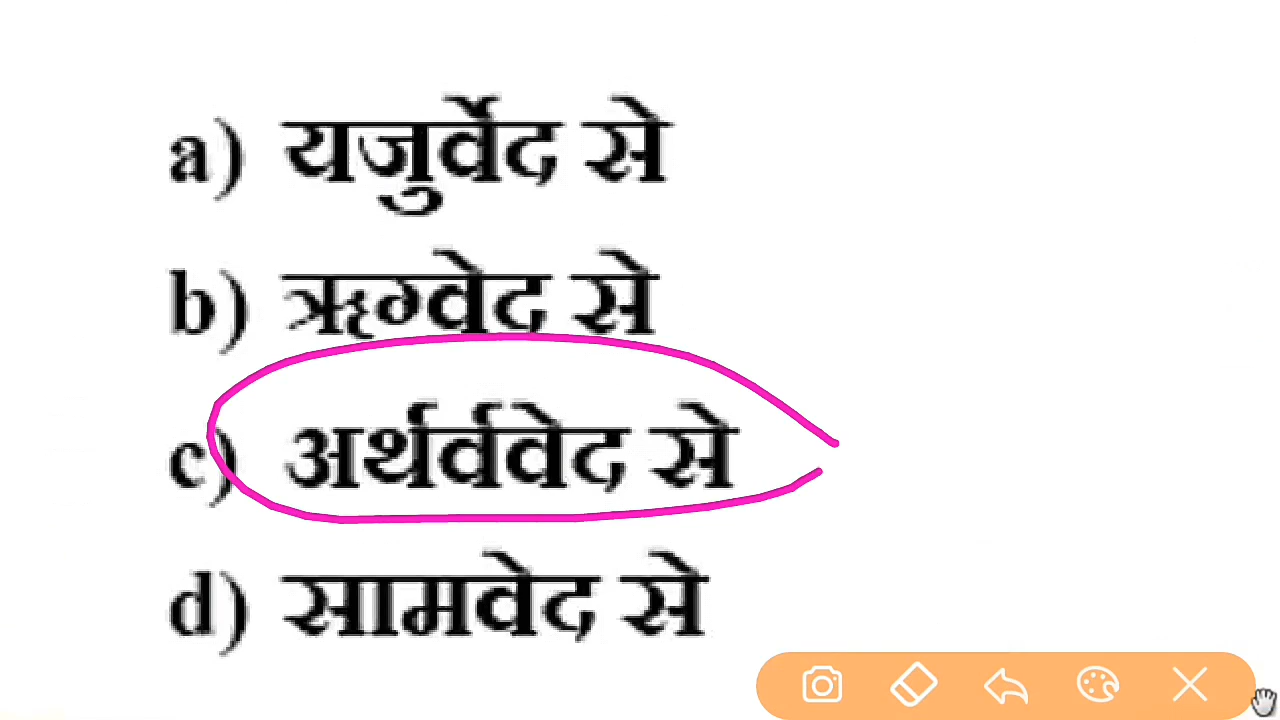 a) यजुर्वेद से
b) ऋग्वेद से
c) अर्थर्ववेद से
d) सामवेद से